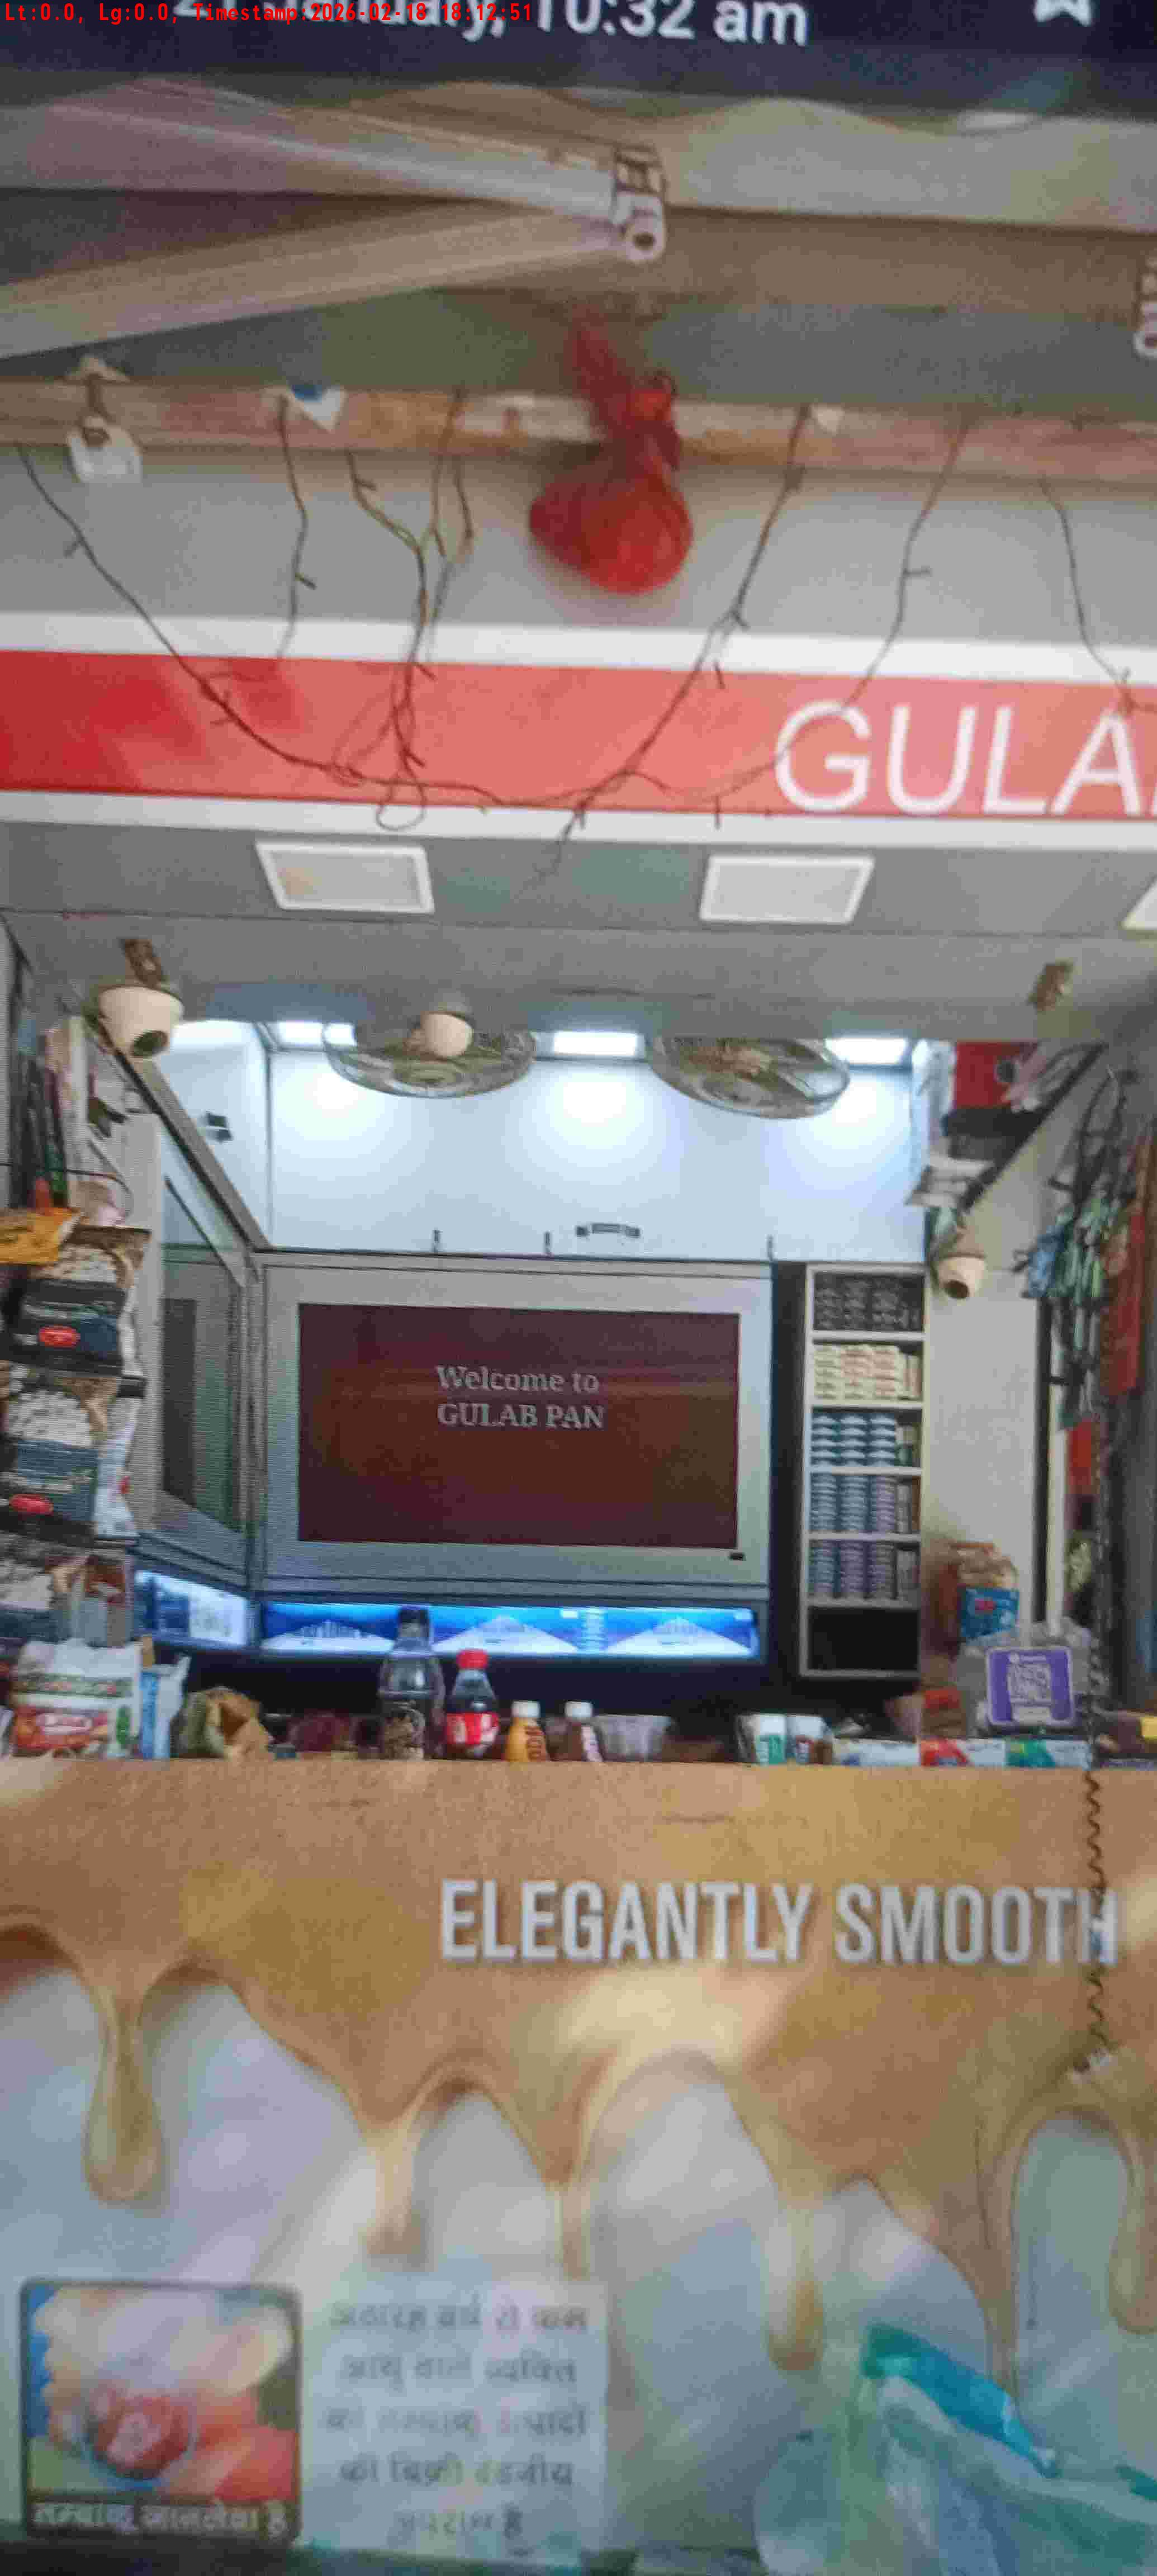 Lt:0.0, Lg:0.0, Timestamp:2026-02-18 18:12:51
10:32 am
GULA
Welcome to
GULAB PAN
ELEGANTLY SMOOTH
अठारह वर्ष से कम
आयु वाले व्यक्ति
को तम्बाकू उत्पादों
की बिक्री दंडनीय
अपराध है
तम्बाकू जानलेवा है